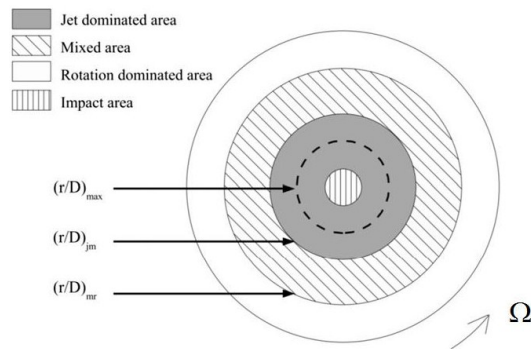 Jet dominated area
Mixed area
Rotation dominated area
Impact area
(r/D)max
(r/D)jm
(r/D)mr
Ω